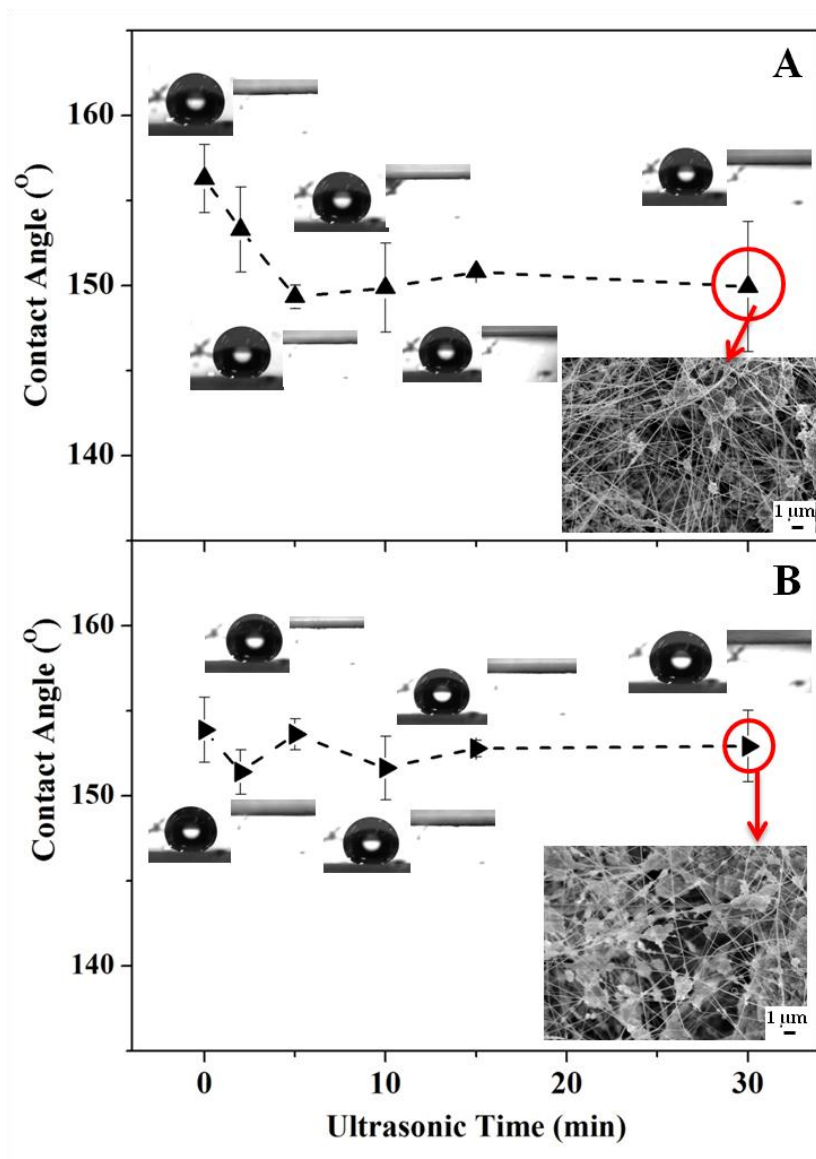 A
160
150
140
Contact Angle (°)
1 μm
B
160
150
140
Contact Angle (°)
1 μm
0
10
20
30
Ultrasonic Time (min)